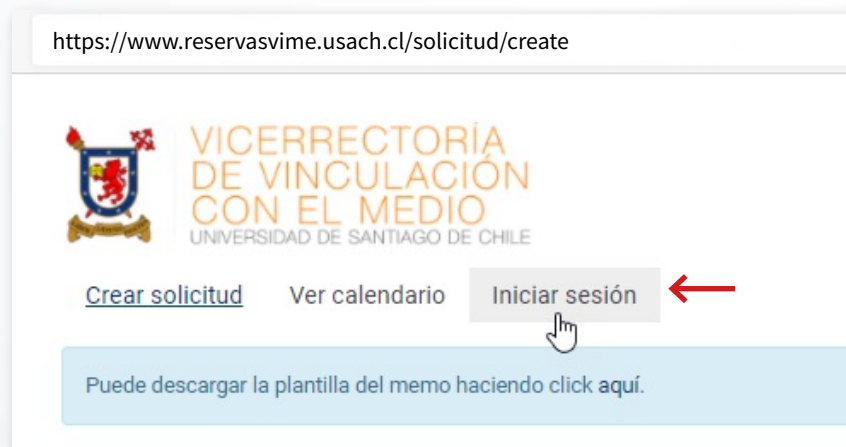 https://www.reservasvime.usach.cl/solicitud/create
VICERRECTORÍA
DE VINCULACIÓN
CON EL MEDIO
UNIVERSIDAD DE SANTIAGO DE CHILE
Crear solicitud Ver calendario Iniciar sesión
Puede descargar la plantilla del memo haciendo click aquí.